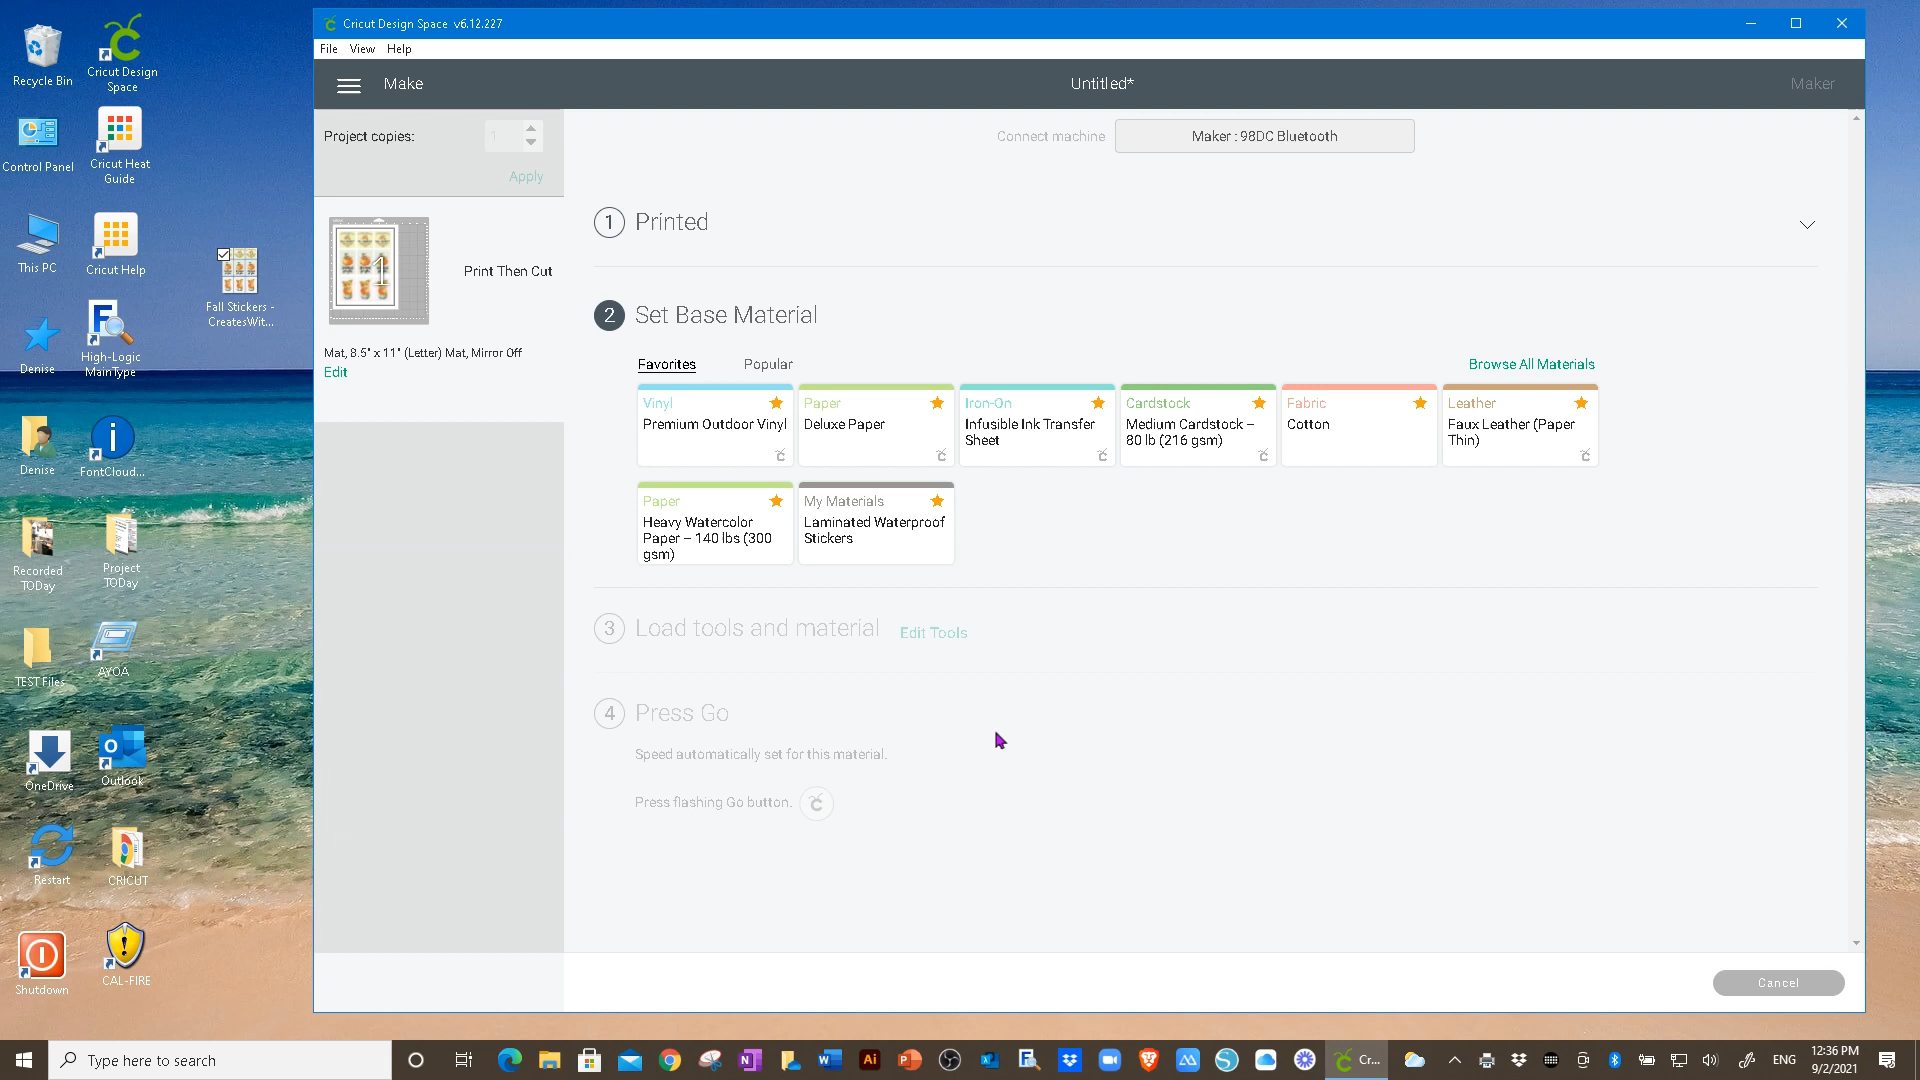 Recycle Bin
Cricut Design
Space
Control Panel
Cricut Heat
Guide
This PC
Cricut Help
Denise
High-Logic
MainType
Fall Stickers -
CreatesWit...
Denise
FontCloud...
Recorded
TODay
Project
TODay
TEST Files
AYOA
OneDrive
Outlook
Restart
CRICUT
Shutdown
CAL-FIRE
Cricut Design Space v6.12.227
File View Help
Make
Untitled*
Maker
Project copies:
1
Apply
1
Print Then Cut
Mat, 8.5" x 11" (Letter) Mat, Mirror Off
Edit
Connect machine
Maker : 98DC Bluetooth
1 Printed
2 Set Base Material
Favorites
Popular
Browse All Materials
Vinyl
Premium Outdoor Vinyl
Paper
Deluxe Paper
Iron-On
Infusible Ink Transfer
Sheet
Cardstock
Medium Cardstock –
80 lb (216 gsm)
Fabric
Cotton
Leather
Faux Leather (Paper
Thin)
Paper
Heavy Watercolor
Paper – 140 lbs (300
gsm)
My Materials
Laminated Waterproof
Stickers
3 Load tools and material Edit Tools
4 Press Go
Speed automatically set for this material.
Press flashing Go button.
Cancel
Type here to search
Cr...
ENG
12:36 PM
9/2/2021